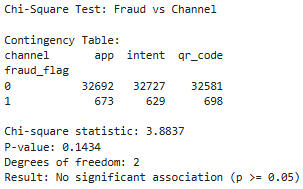 Chi-Square Test: Fraud vs Channel
Contingency Table:
channel app intent qr_code
fraud_flag
0 32692 32727 32581
1 673 629 698
Chi-square statistic: 3.8837
P-value: 0.1434
Degrees of freedom: 2
Result: No significant association (p >= 0.05)